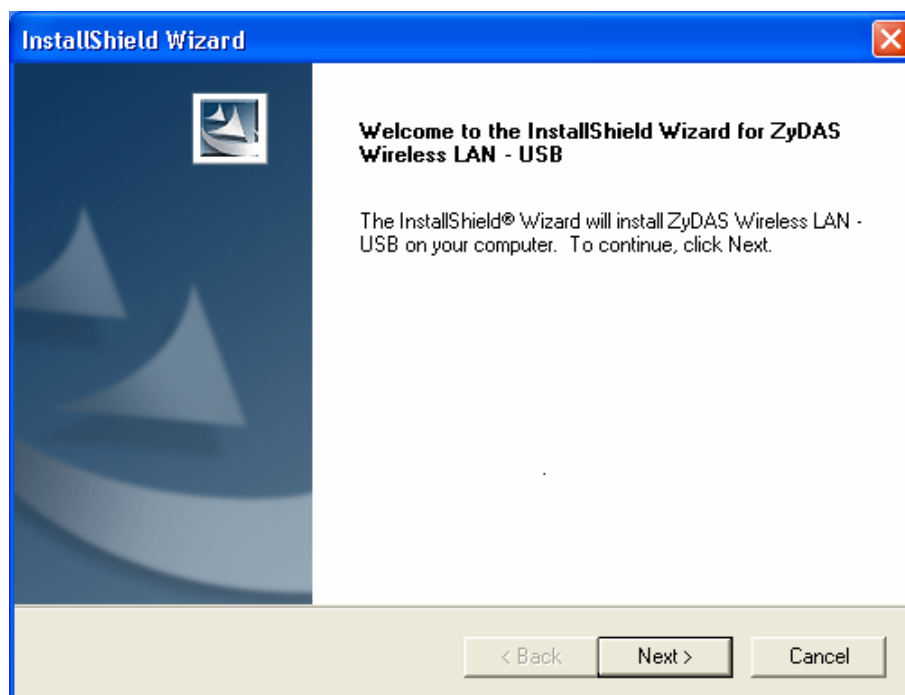 InstallShield Wizard
Welcome to the InstallShield Wizard for ZyDAS
Wireless LAN - USB
The InstallShield® Wizard will install ZyDAS Wireless LAN -
USB on your computer.  To continue, click Next.
< Back
Next >
Cancel